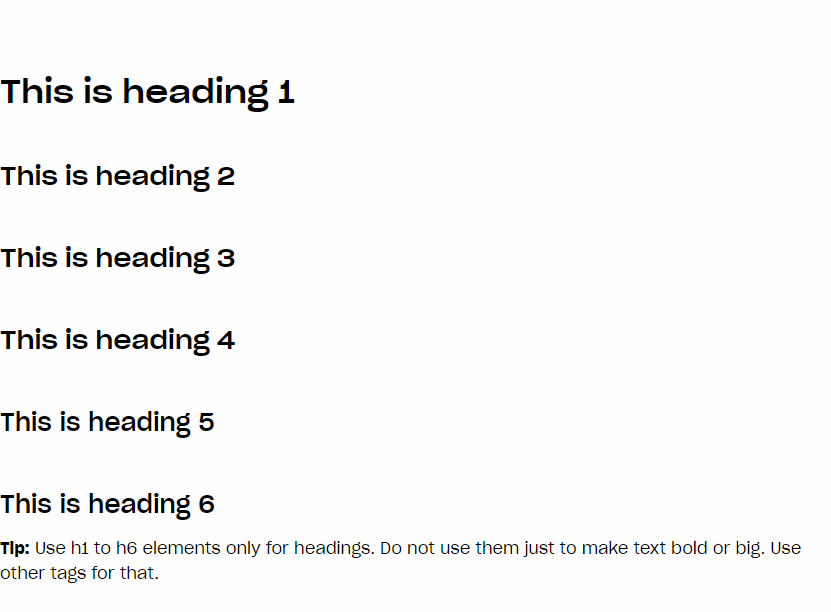 This is heading 1
This is heading 2
This is heading 3
This is heading 4
This is heading 5
This is heading 6
Tip: Use h1 to h6 elements only for headings. Do not use them just to make text bold or big. Use
other tags for that.